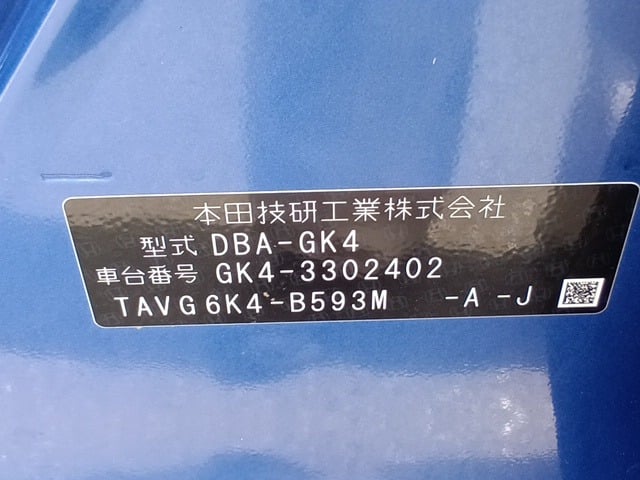 本田技研工業株式会社
型式 DBA-GK4
車台番号 GK4-3302402
TAVG6K4-B593M -A -J